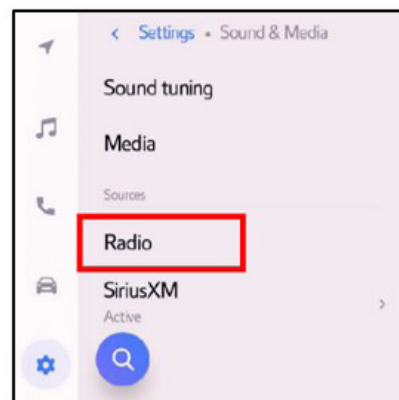 < Settings • Sound & Media
Sound tuning
Media
Sources
Radio
SiriusXM
Active